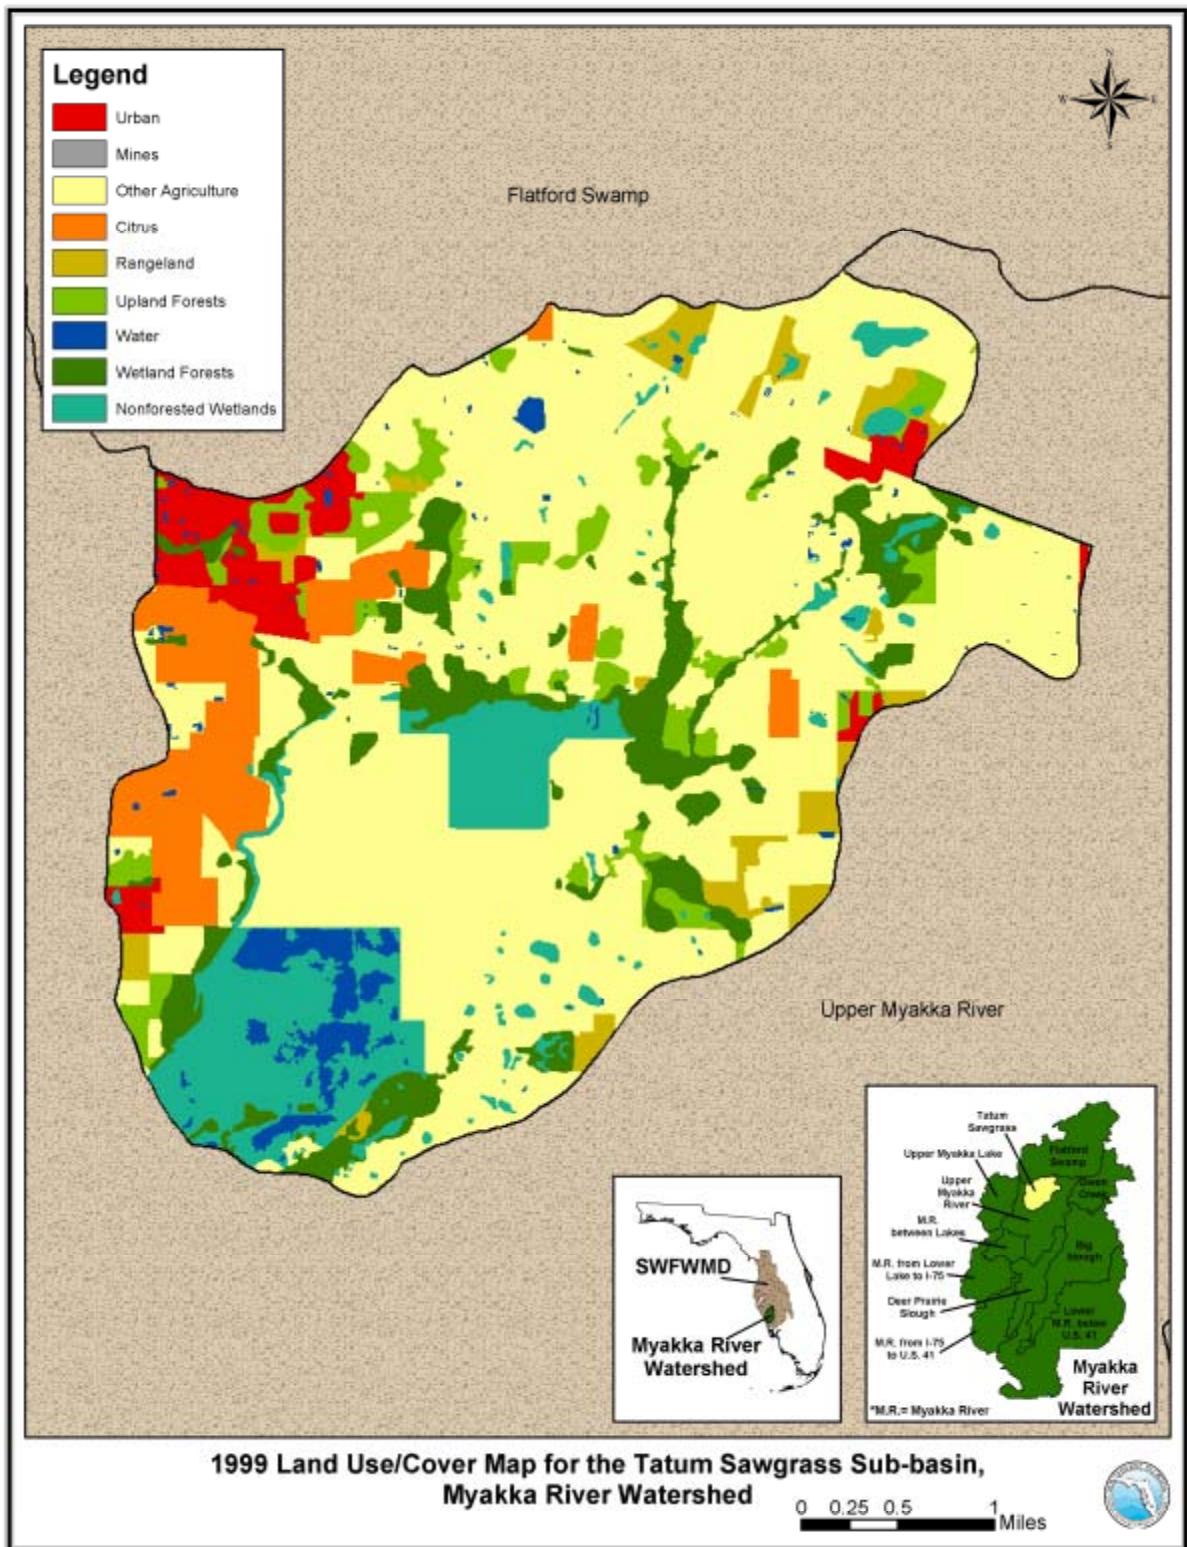 Legend
Urban
Mines
Other Agriculture
Citrus
Rangeland
Upland Forests
Water
Wetland Forests
Nonforested Wetlands
N
W
E
S
Flatford Swamp
Upper Myakka River
SWFWMD
Myakka River
Watershed
Tatum
Sawgrass
Upper Myakka Lake
Upper
Myakka
River
M.R.
between Lakes
M.R. from Lower
Lake to I-75
Deer Prairie
Slough
M.R. from I-75
to U.S. 41
Flatford
Swamp
Owen
Creek
Big
Slough
Lower
M.R. below
U.S. 41
Myakka
River
Watershed
*M.R.= Myakka River
1999 Land Use/Cover Map for the Tatum Sawgrass Sub-basin,
Myakka River Watershed
0 0.25 0.5 1
Miles